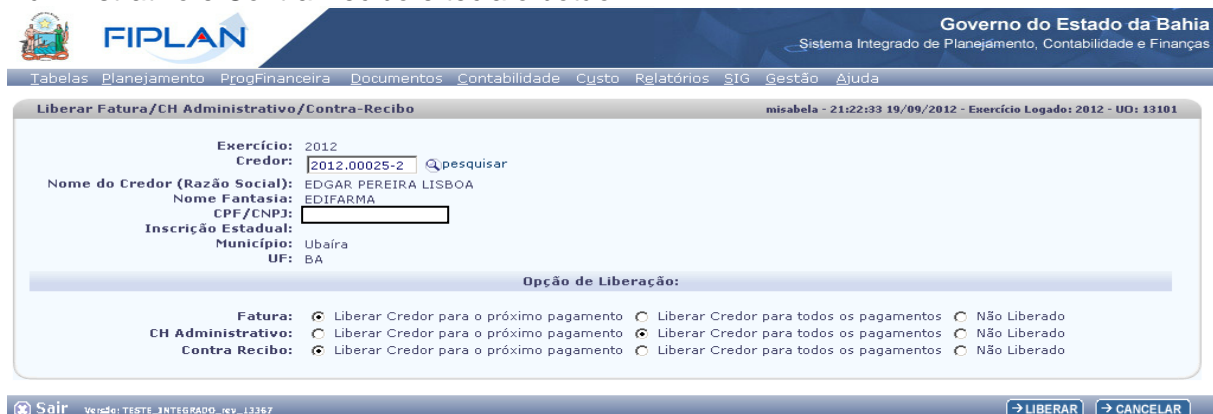 FIPLAN
Governo do Estado da Bahia
Sistema Integrado de Planejamento, Contabilidade e Finanças
Tabelas Planejamento ProgFinanceira Documentos Contabilidade Custo Relatórios SIG Gestão Ajuda
Liberar Fatura/CH Administrativo/Contra-Recibo misabela - 21:22:33 19/09/2012 - Exercício Logado: 2012 - UO: 13101
Exercício: 2012
Credor: 2012.00025-2 pesquisar
Nome do Credor (Razão Social): EDGAR PEREIRA LISBOA
Nome Fantasia: EDIFARMA
CPF/CNPJ:
Inscrição Estadual:
Município: Ubaíra
UF: BA
Opção de Liberação:
Fatura: Liberar Credor para o próximo pagamento Liberar Credor para todos os pagamentos Não Liberado
CH Administrativo: Liberar Credor para o próximo pagamento Liberar Credor para todos os pagamentos Não Liberado
Contra Recibo: Liberar Credor para o próximo pagamento Liberar Credor para todos os pagamentos Não Liberado
Sair Versão: TESTE_INTEGRADO_rev_13367 LIBERAR CANCELAR